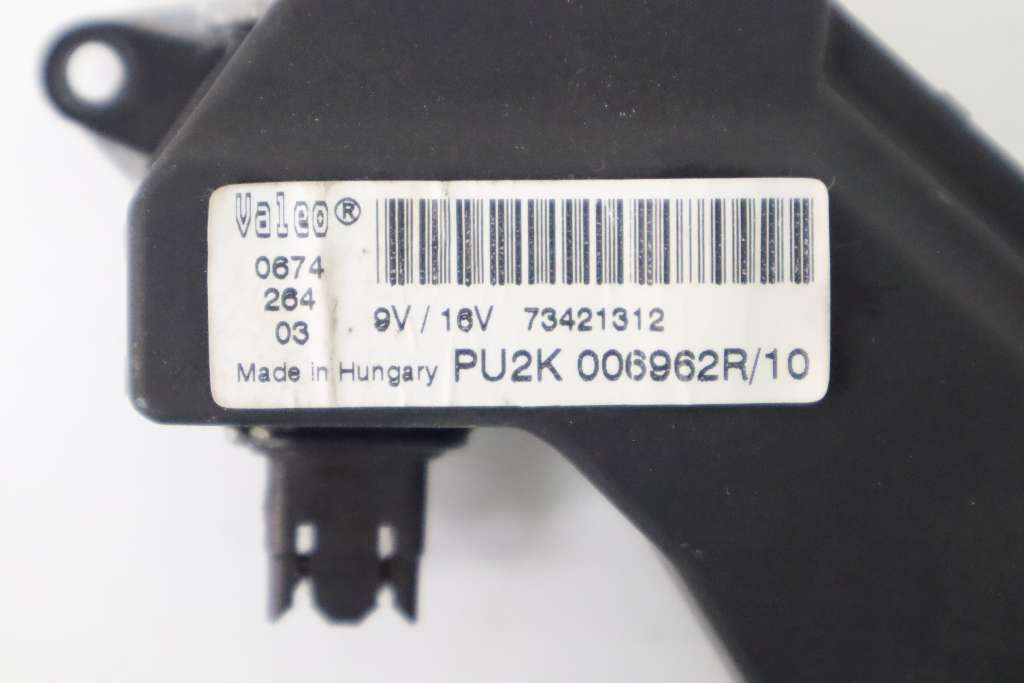 Valeo®
0674
264
03
9V / 16V 73421312
Made in Hungary PU2K 006962R/10